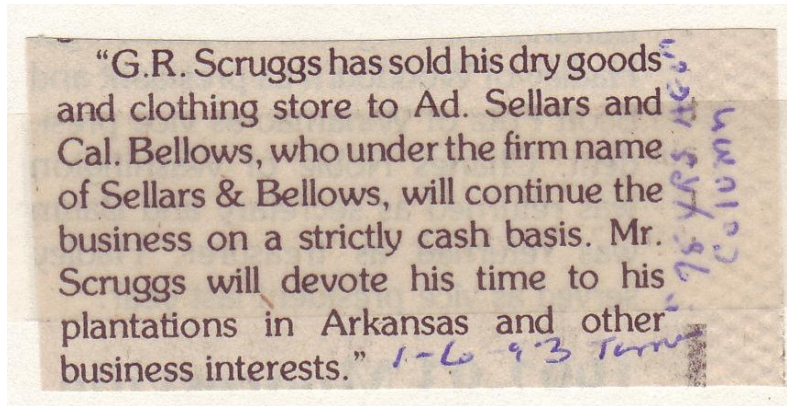 “G.R. Scruggs has sold his dry goods
and clothing store to Ad. Sellars and
Cal. Bellows, who under the firm name
of Sellars & Bellows, will continue the
business on a strictly cash basis. Mr.
Scruggs will devote his time to his
plantations in Arkansas and other
business interests.”
1-6-93
"95 yrs ago"
column